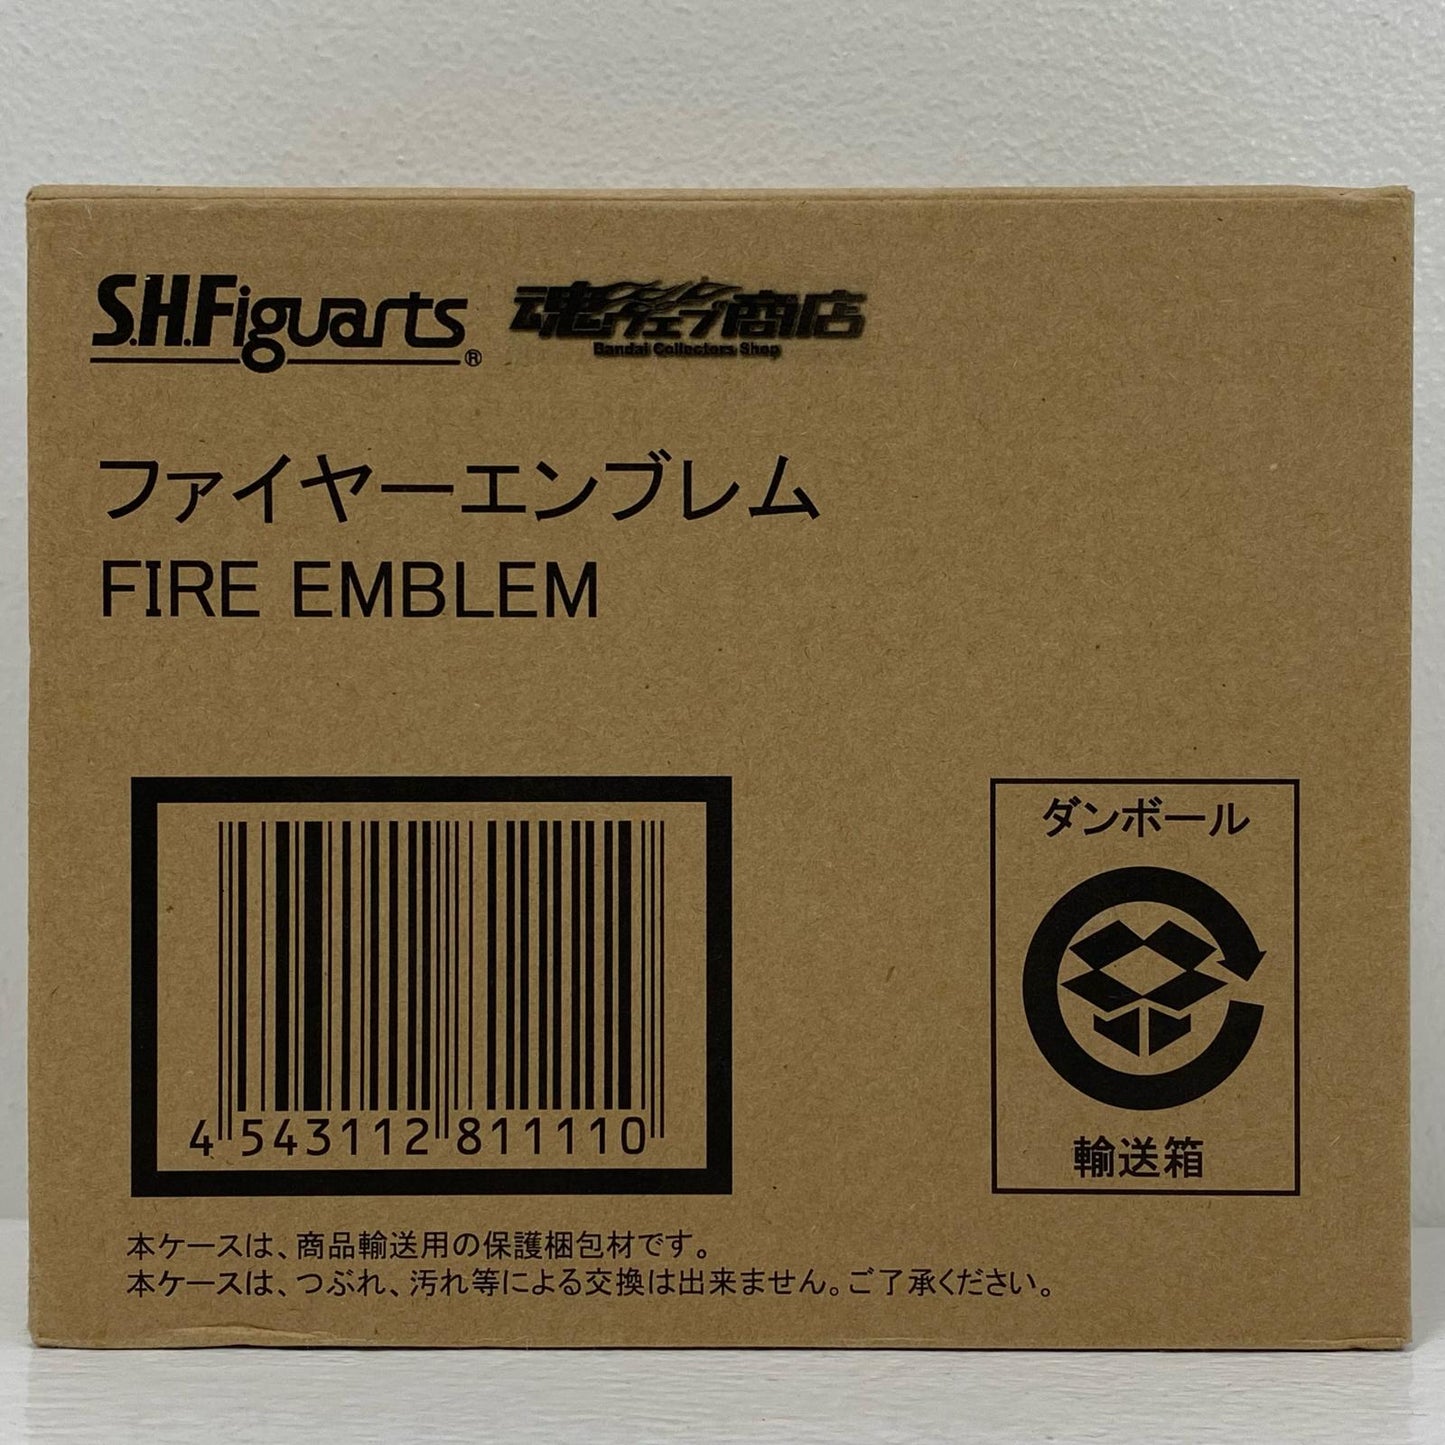 S.H.Figuarts® 魂ウェブ商店
Bandai Collectors Shop
ファイヤーエンブレム
FIRE EMBLEM
4 543112 811110
ダンボール
輸送箱
本ケースは、商品輸送用の保護梱包材です。
本ケースは、つぶれ、汚れ等による交換は出来ません。ご了承ください。